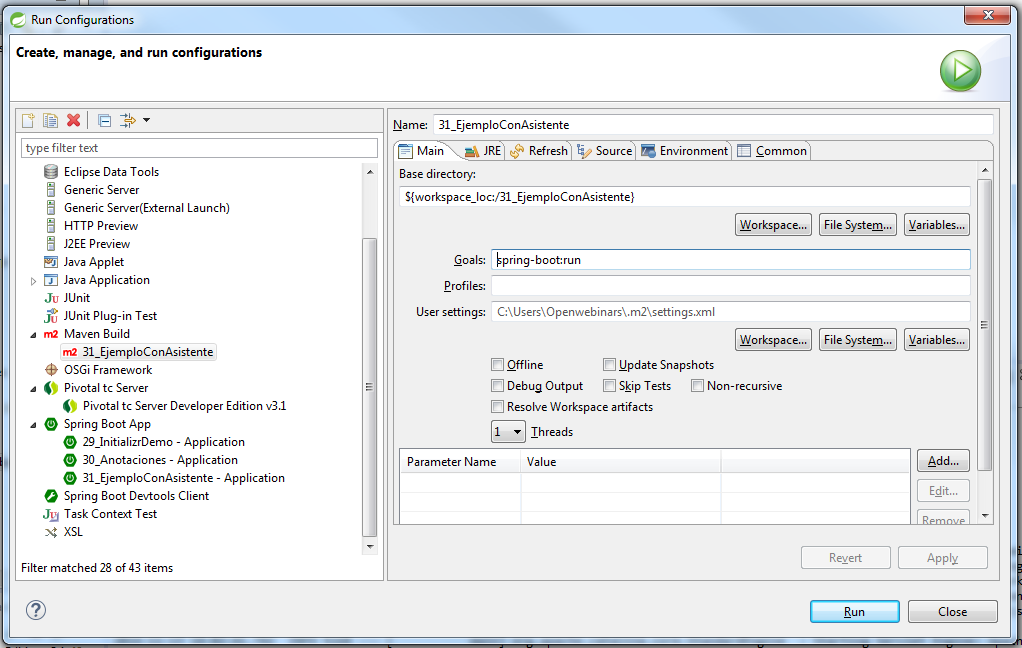 Run Configurations
Create, manage, and run configurations
type filter text
Eclipse Data Tools
Generic Server
Generic Server(External Launch)
HTTP Preview
J2EE Preview
Java Applet
Java Application
Ju JUnit
JUnit Plug-in Test
m2 Maven Build
m2 31_EjemploConAsistente
OSGi Framework
Pivotal tc Server
Pivotal tc Server Developer Edition v3.1
Spring Boot App
29_InitializrDemo - Application
30_Anotaciones - Application
31_EjemploConAsistente - Application
Spring Boot Devtools Client
Ju Task Context Test
XSL
Filter matched 28 of 43 items
Name: 31_EjemploConAsistente
Main JRE Refresh Source Environment Common
Base directory:
${workspace_loc:/31_EjemploConAsistente}
Workspace... File System... Variables...
Goals: spring-boot:run
Profiles:
User settings: C:\Users\Openwebinars\.m2\settings.xml
Workspace... File System... Variables...
Offline Update Snapshots
Debug Output Skip Tests Non-recursive
Resolve Workspace artifacts
1 Threads
Parameter Name Value Add...
Edit...
Remove
Revert Apply
? Run Close